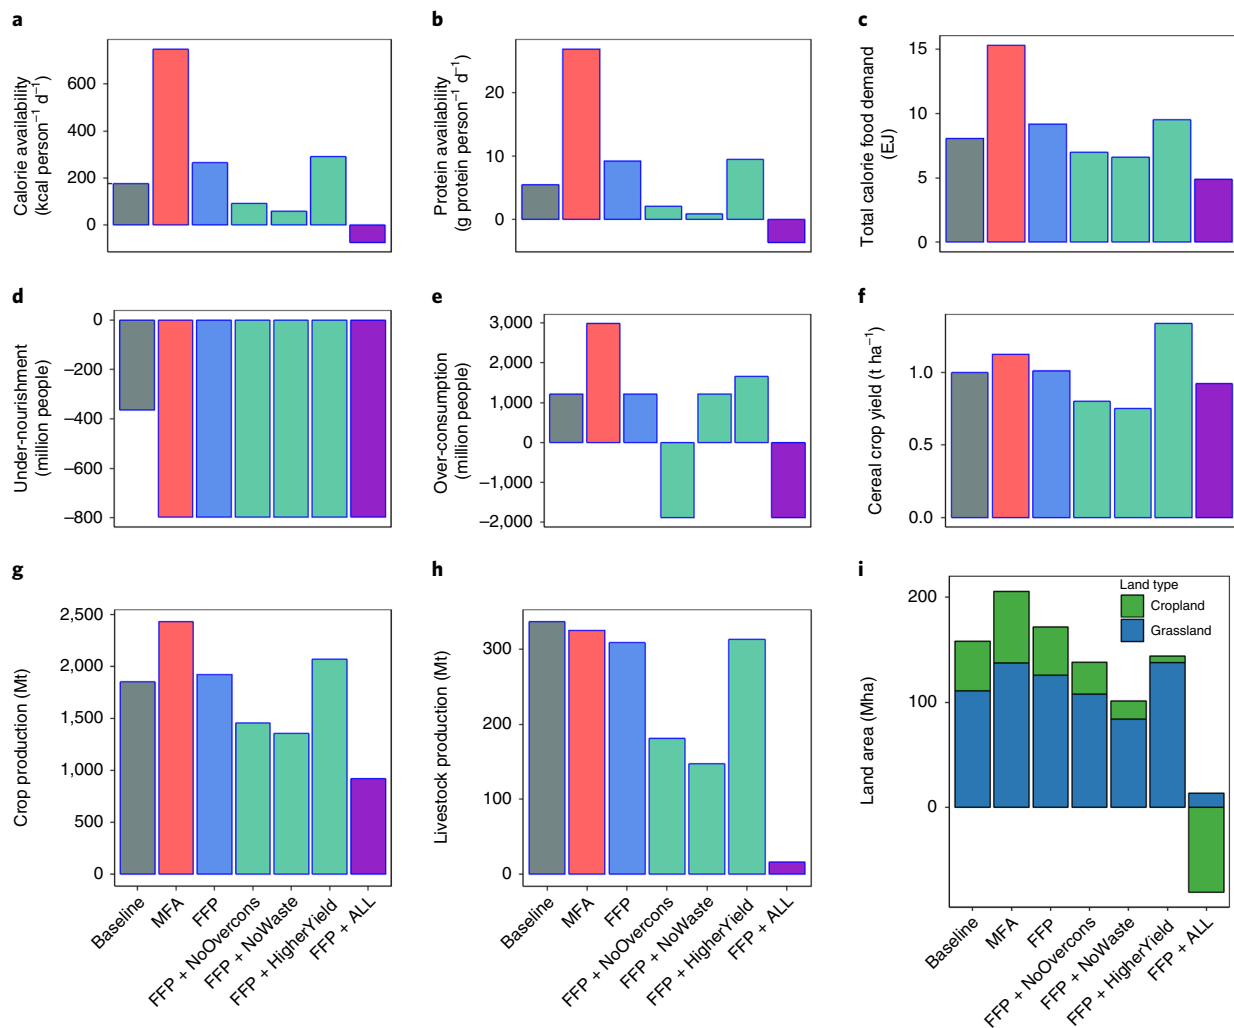 a
Calorie availability
(kcal person⁻¹ d⁻¹)
600
400
200
0
b
Protein availability
(g protein person⁻¹ d⁻¹)
20
10
0
c
Total calorie food demand
(EJ)
15
10
5
0
d
Under-nourishment
(million people)
0
–200
–400
–600
–800
e
Over-consumption
(million people)
3,000
2,000
1,000
0
–1,000
–2,000
f
Cereal crop yield (t ha⁻¹)
1.0
0.5
0.0
g
Crop production (Mt)
2,500
2,000
1,500
1,000
500
0
Baseline
MFA
FFP
FFP + NoOvercons
FFP + NoWaste
FFP + HigherYield
FFP + ALL
h
Livestock production (Mt)
300
200
100
0
Baseline
MFA
FFP
FFP + NoOvercons
FFP + NoWaste
FFP + HigherYield
FFP + ALL
i
Land area (Mha)
200
100
0
Land type
Cropland
Grassland
Baseline
MFA
FFP
FFP + NoOvercons
FFP + NoWaste
FFP + HigherYield
FFP + ALL